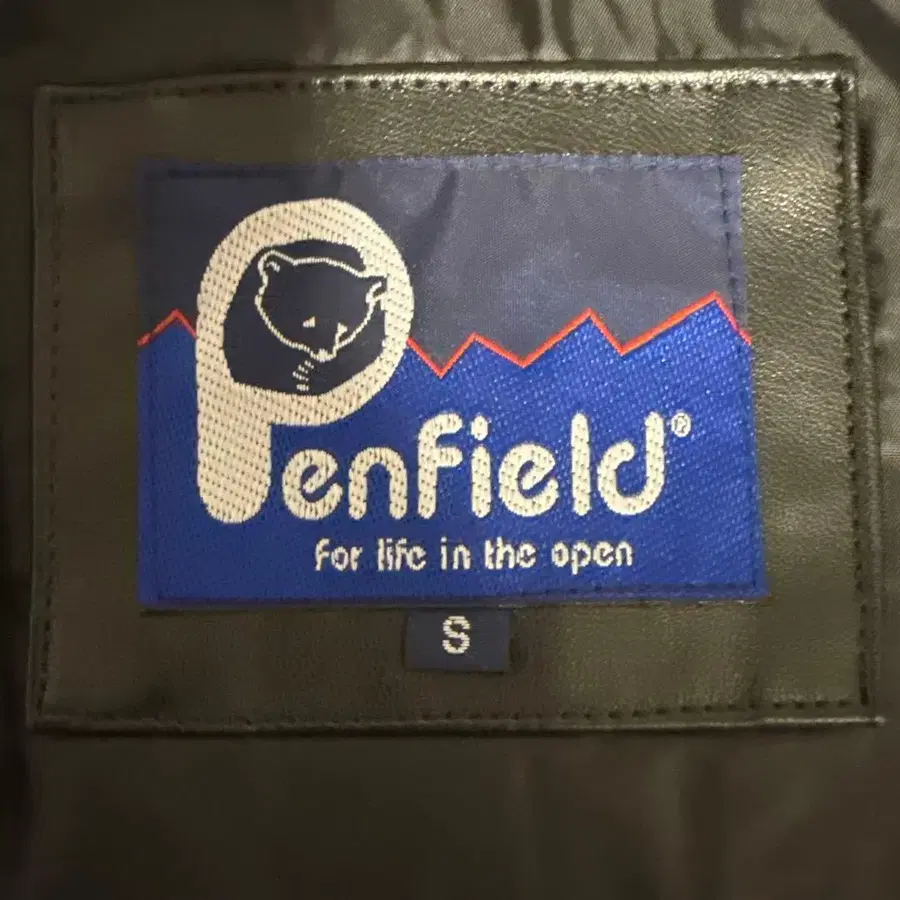 Penfield®
for life in the open
S